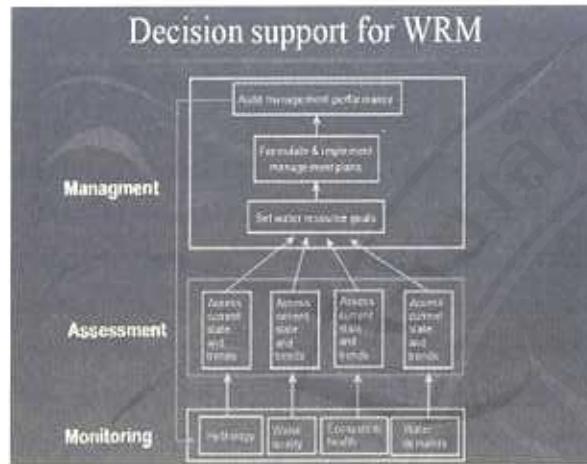 Decision support for WRM
Audit management performance
Formulate & implement
management plans
Managment
Set water resource goals
Assess
current
state
and
trends
Assess
current
state
and
trends
Assess
current
state
and
trends
Assess
current
state
and
trends
Assessment
Monitoring
Hydrology
Water
quality
Ecosystem
health
Water
demands